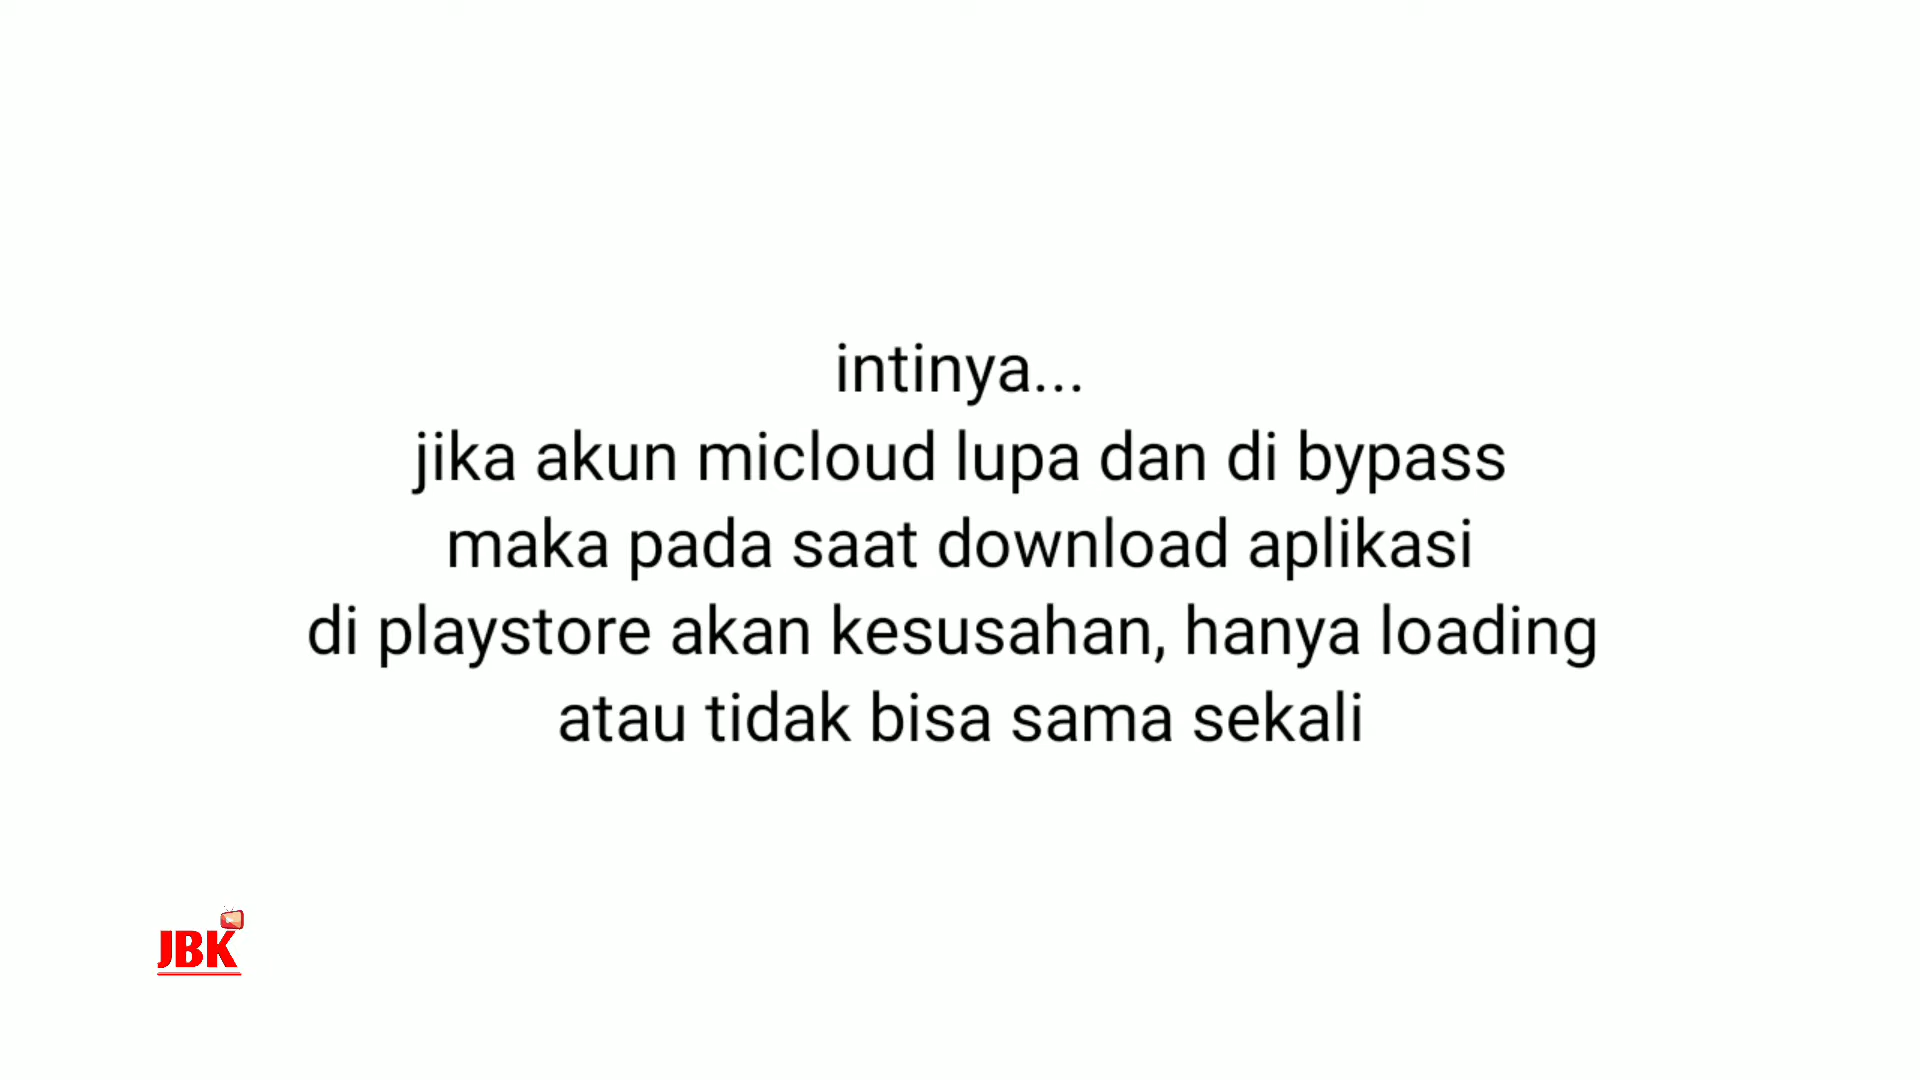 intinya...
jika akun micloud lupa dan di bypass
maka pada saat download aplikasi
di playstore akan kesusahan, hanya loading
atau tidak bisa sama sekali
JBK